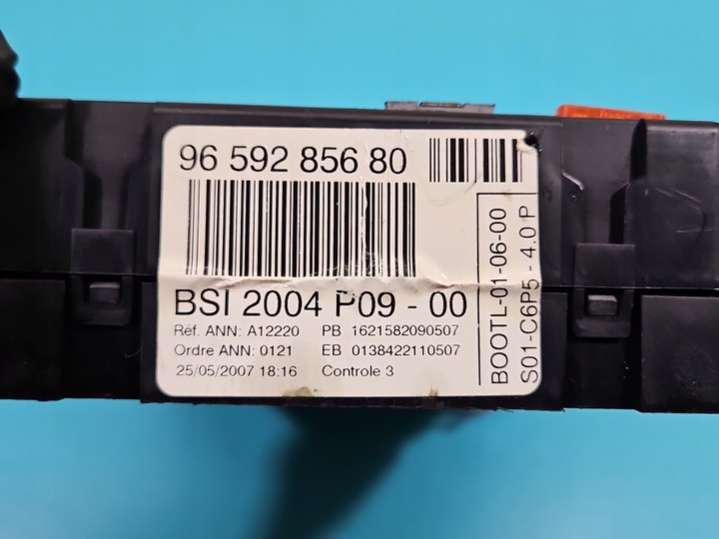 96 592 856 80
BSI 2004 P09 - 00
Réf. ANN: A12220 PB 1621582090507
Ordre ANN: 0121 EB 0138422110507
25/05/2007 18:16 Controle 3
BOOTL-01-06-00
S01-C6P5 - 4.0 P